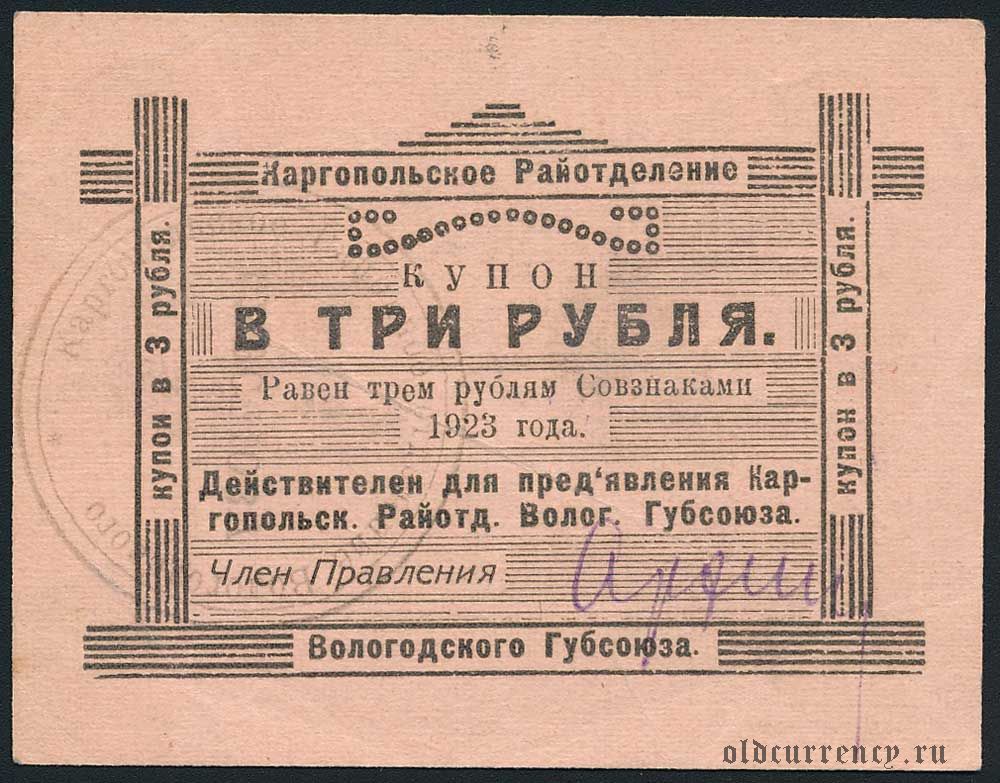 Каргопольское Райотделение
КУПОН
В ТРИ РУБЛЯ.
Равен трем рублям Совзнаками
1923 года.
Действителен для пред‘явления Кар-
гопольск. Райотд. Волог. Губсоюза.
Член Правления
Вологодского Губсоюза.
купон в 3 рубля.
купон в 3 рубля.
oldcurrency.ru